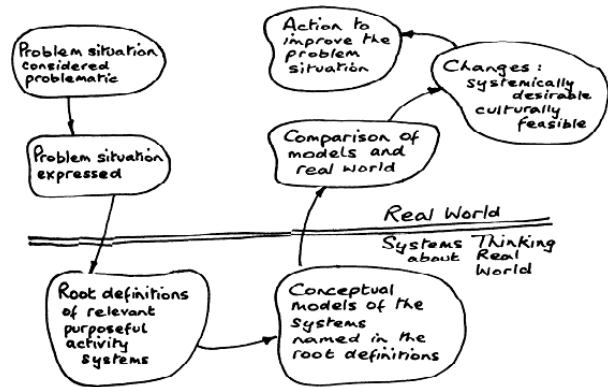 Problem situation
considered
problematic
Problem situation
expressed
Root definitions
of relevant
purposeful
activity
systems
Conceptual
models of the
systems
named in the
root definitions
Comparison of
models and
real world
Changes:
systemically
desirable
culturally
feasible
Action to
improve the
problem
situation
Real World
Systems Thinking
about Real
World